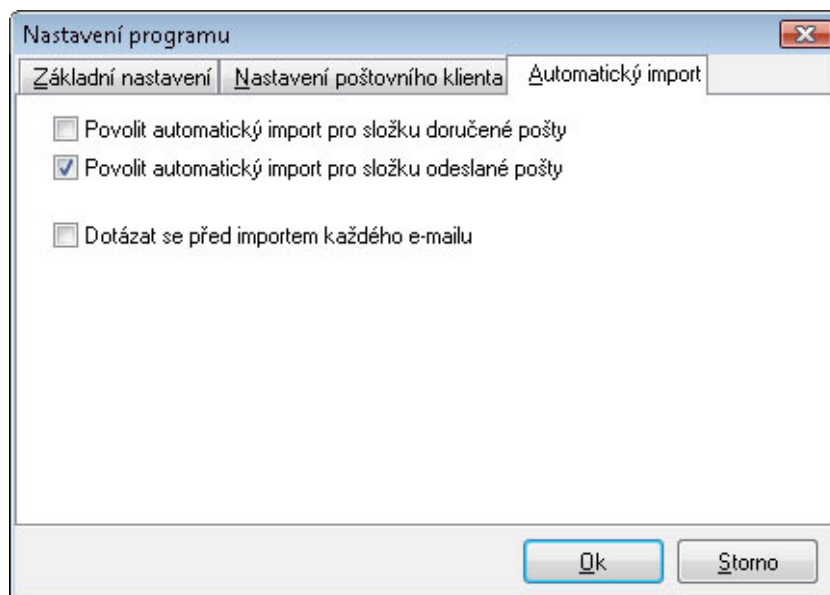 Nastavení programu
Základní nastavení Nastavení poštovního klienta Automatický import
Povolit automatický import pro složku doručené pošty
Povolit automatický import pro složku odeslané pošty
Dotázat se před importem každého e-mailu
Ok Storno